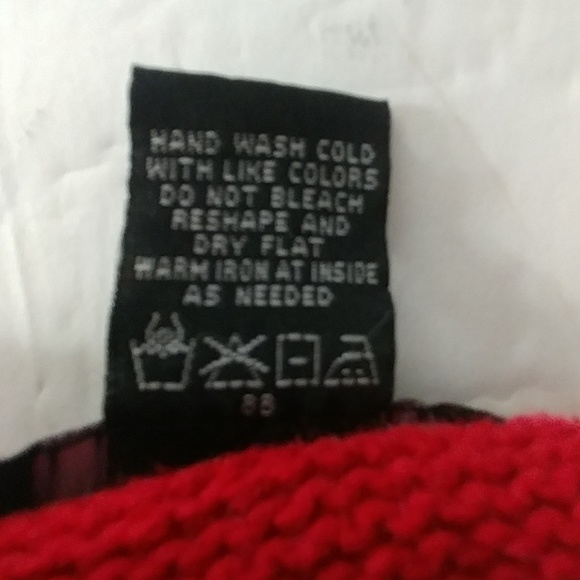 HAND WASH COLD
WITH LIKE COLORS
DO NOT BLEACH
RESHAPE AND
DRY FLAT
WARM IRON AT INSIDE
AS NEEDED